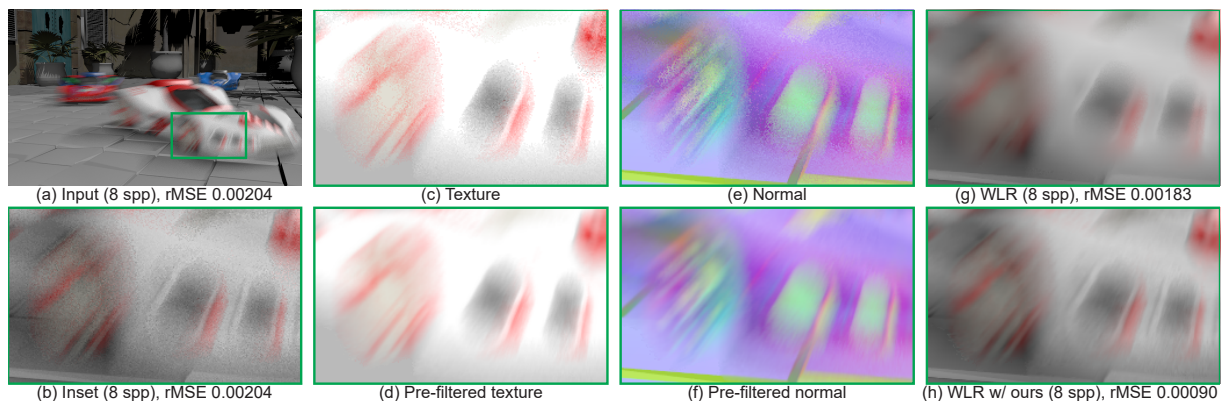 (a) Input (8 spp), rMSE 0.00204
(c) Texture
(e) Normal
(g) WLR (8 spp), rMSE 0.00183
(b) Inset (8 spp), rMSE 0.00204
(d) Pre-filtered texture
(f) Pre-filtered normal
(h) WLR w/ ours (8 spp), rMSE 0.00090